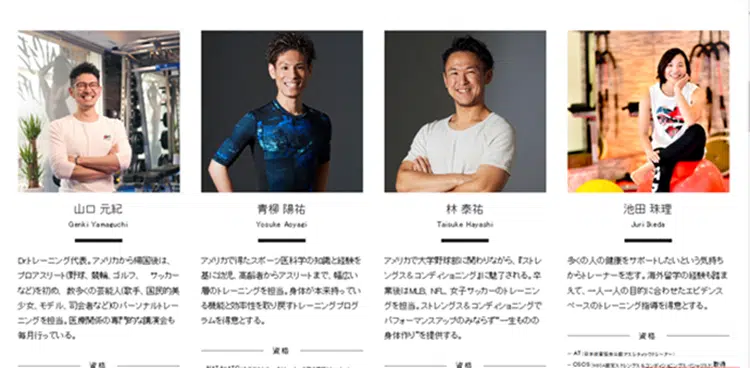 山口 元紀
Genki Yamaguchi
Dr.トレーニング代表。アメリカから帰国後は、
プロアスリート(野球、競輪、ゴルフ、 サッカー
など)を初め、数多くの芸能人(歌手、国民的美
少女、モデル、司会者など)のパーソナルトレー
ニングを担当。医療関係の専門的な講演会も
毎月行っている。
資格
青柳 陽祐
Yosuke Aoyagi
アメリカで得たスポーツ医科学の知識と経験を
基に幼児、高齢者からアスリートまで、幅広い
層のトレーニングを担当。身体が本来持ってい
る機能と効率性を取り戻すトレーニングプログ
ラムを得意とする。
資格
林 泰祐
Taisuke Hayashi
アメリカで大学野球部に関わりながら、『ストレ
ングス&コンディショニング』に魅了される。卒
業後はMLB、NFL、女子サッカーのトレーニン
グを担当。ストレングス&コンディショニングで
パフォーマンスアップのみならず“一生ものの
身体作り”を提供する。
資格
池田 珠理
Juri Ikeda
多くの人の健康をサポートしたいという気持ち
からトレーナーを志す。海外留学の経験も踏ま
えて、一人一人の目的に合わせたエビデンス
ベースのトレーニング指導を得意とする。
資格